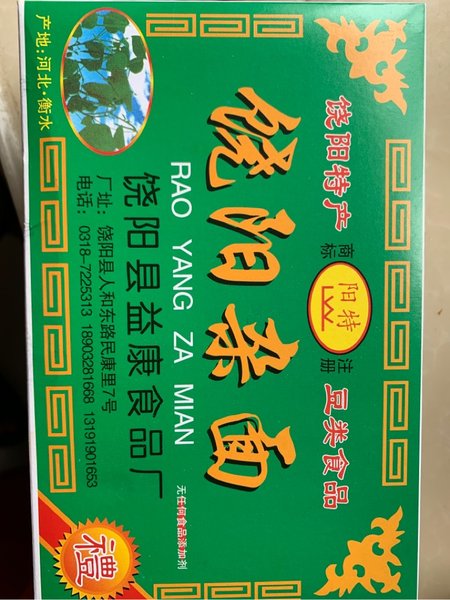 饶阳特产
商标
阳特
注册
豆类食品
饶阳杂面
RAO YANG ZA MIAN
饶阳县益康食品厂
无任何食品添加剂
厂址：饶阳县人和东路民康里7号
电话：0318-7225313 18903281668 13191901653
产地：河北·衡水
禮